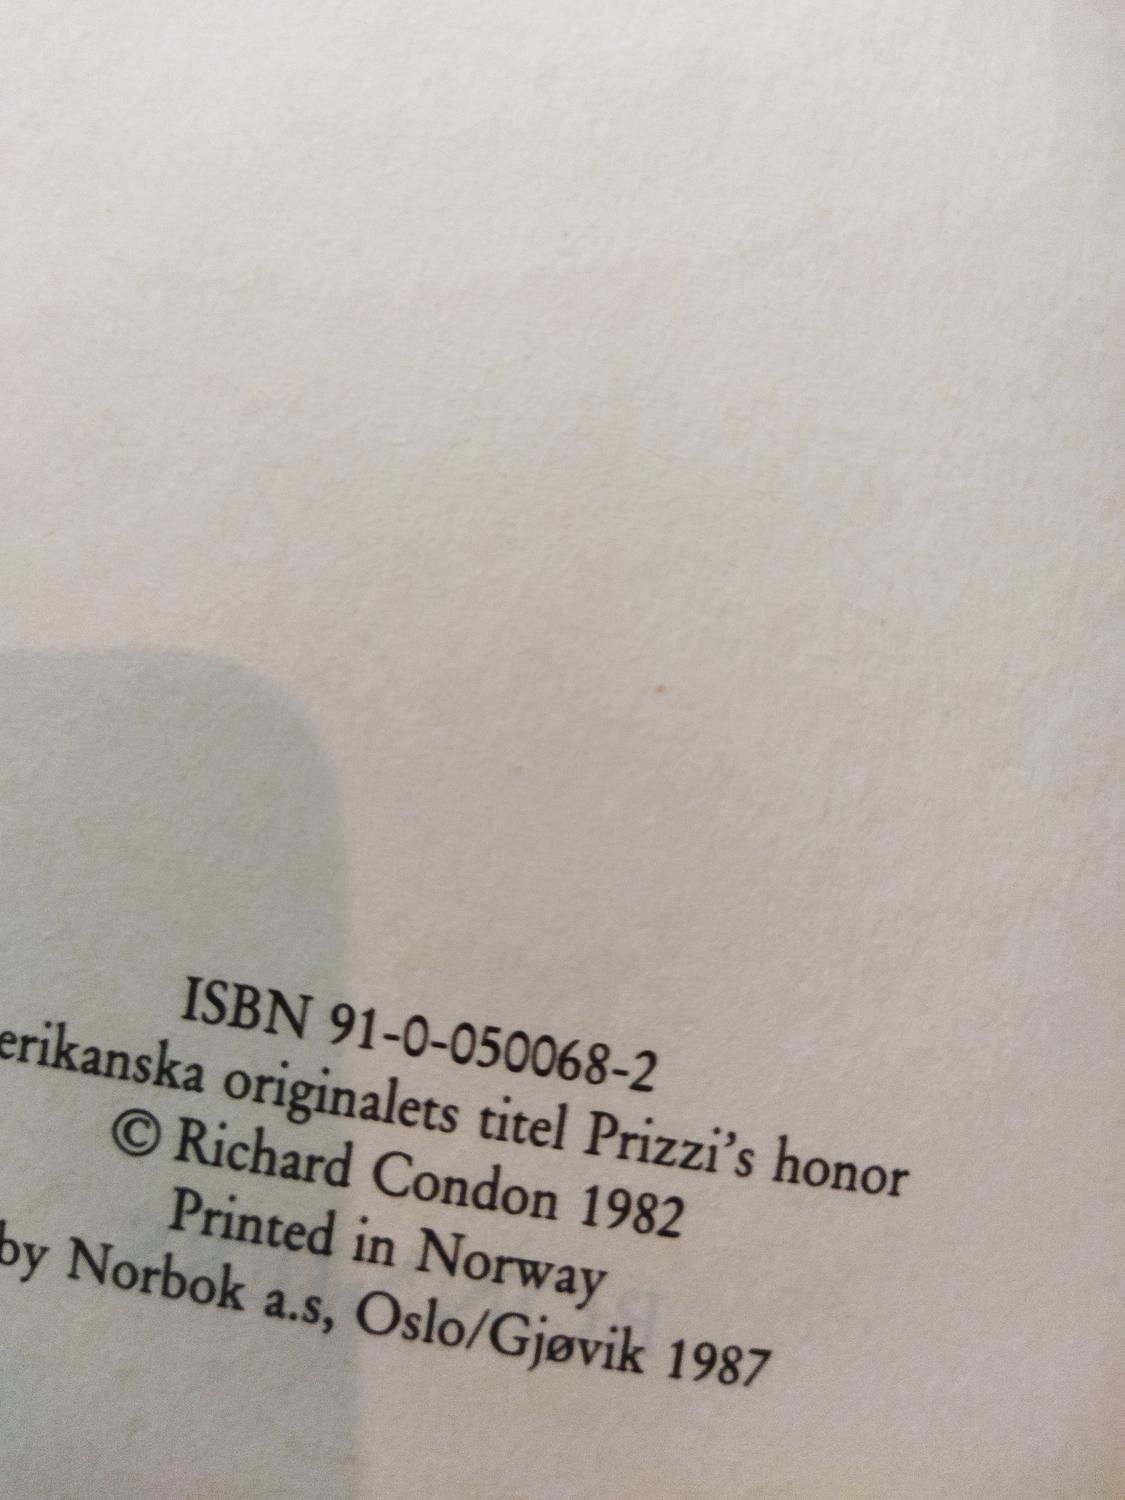 ISBN 91-0-050068-2
erikanska originalets titel Prizzi's honor
© Richard Condon 1982
Printed in Norway
by Norbok a.s, Oslo/Gjøvik 1987